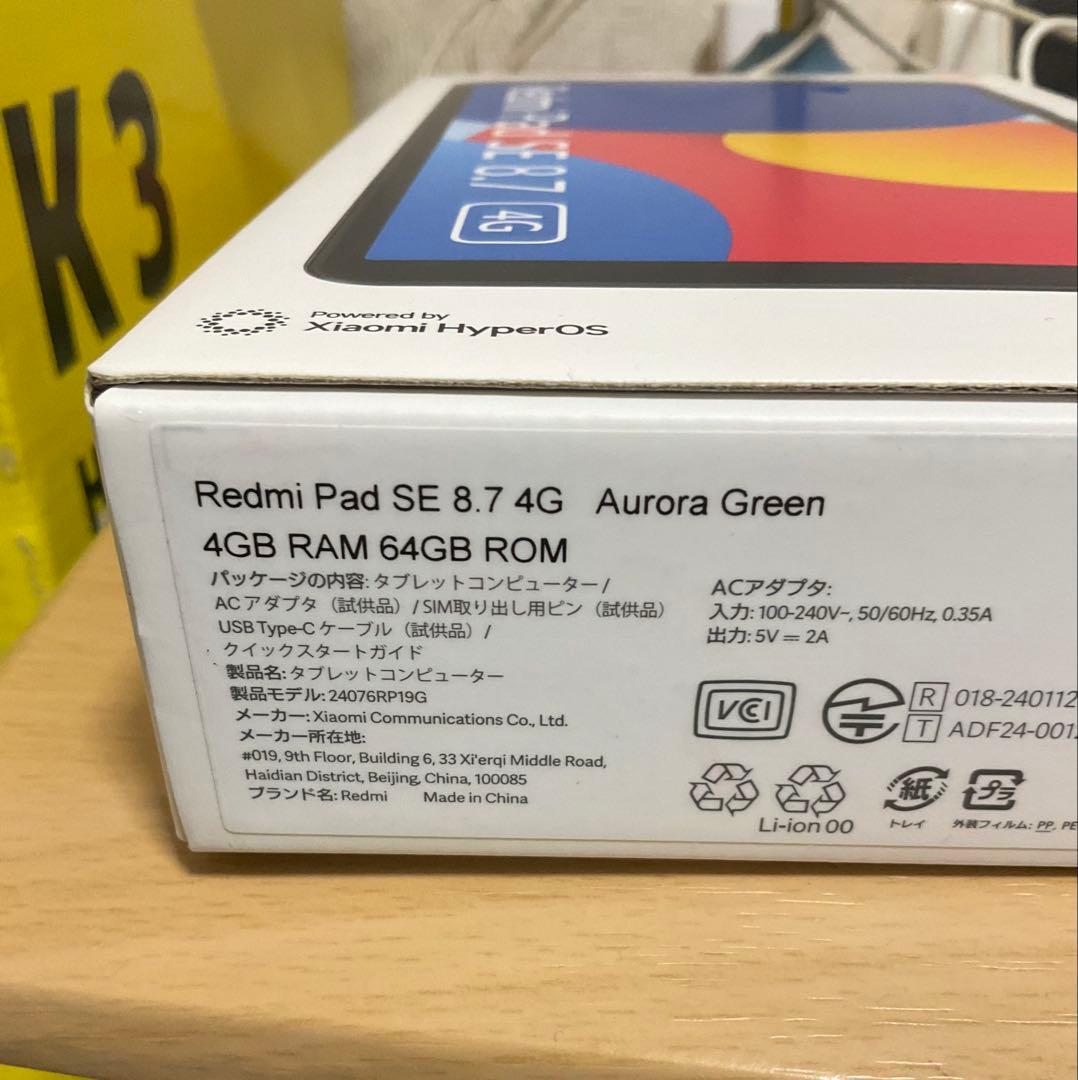 K3
SE 8.7
4G
Powered by
Xiaomi HyperOS
Redmi Pad SE 8.7 4G Aurora Green
4GB RAM 64GB ROM
パッケージの内容: タブレットコンピューター /
ACアダプタ（試供品）/ SIM取り出し用ピン（試供品）
USB Type-C ケーブル（試供品）/
クイックスタートガイド
製品名: タブレットコンピューター
製品モデル: 24076RP19G
メーカー: Xiaomi Communications Co., Ltd.
メーカー所在地:
#019, 9th Floor, Building 6, 33 Xi'erqi Middle Road,
Haidian District, Beijing, China, 100085
ブランド名: Redmi Made in China
ACアダプタ:
入力: 100-240V~, 50/60Hz, 0.35A
出力: 5V ⎓ 2A
VCCI
R 018-240112
T ADF24-001
Li-ion 00
紙
トレイ
プラ
外装フィルム: PP, PE